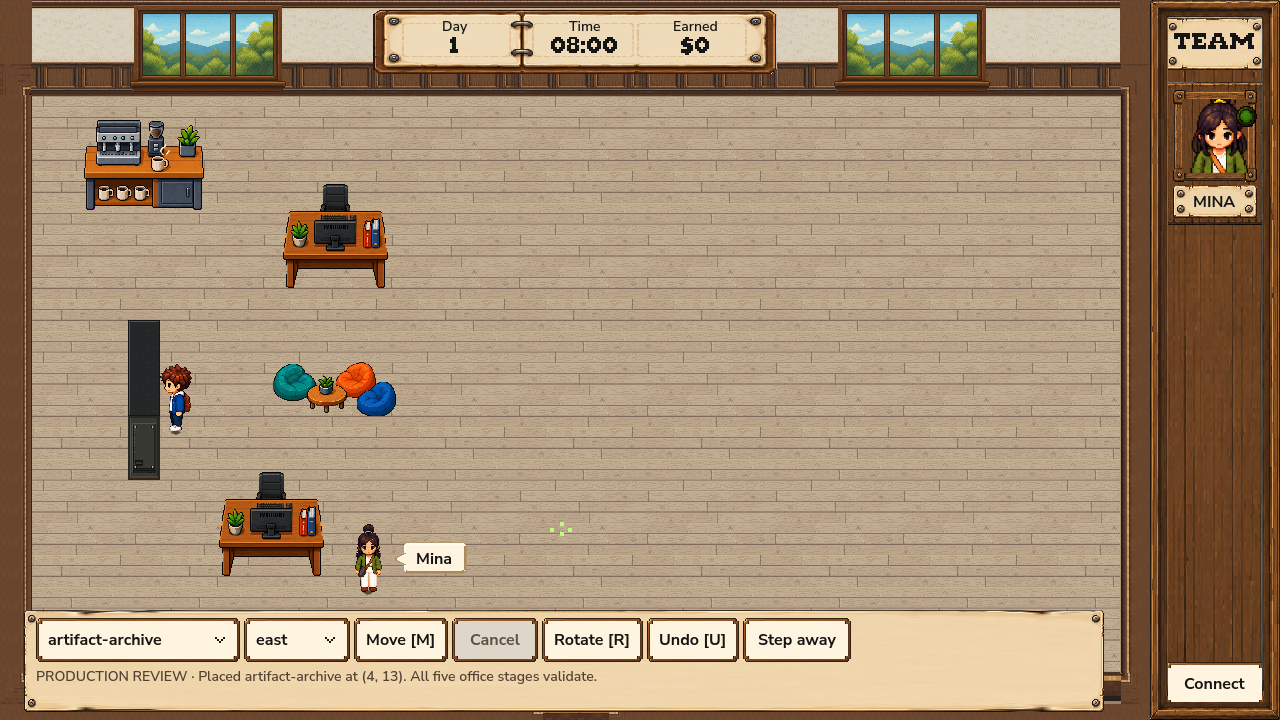 Day
1
Time
08:00
Earned
$0
TEAM
MINA
Mina
artifact-archive
east
Move [M]
Cancel
Rotate [R]
Undo [U]
Step away
PRODUCTION REVIEW · Placed artifact-archive at (4, 13). All five office stages validate.
Connect